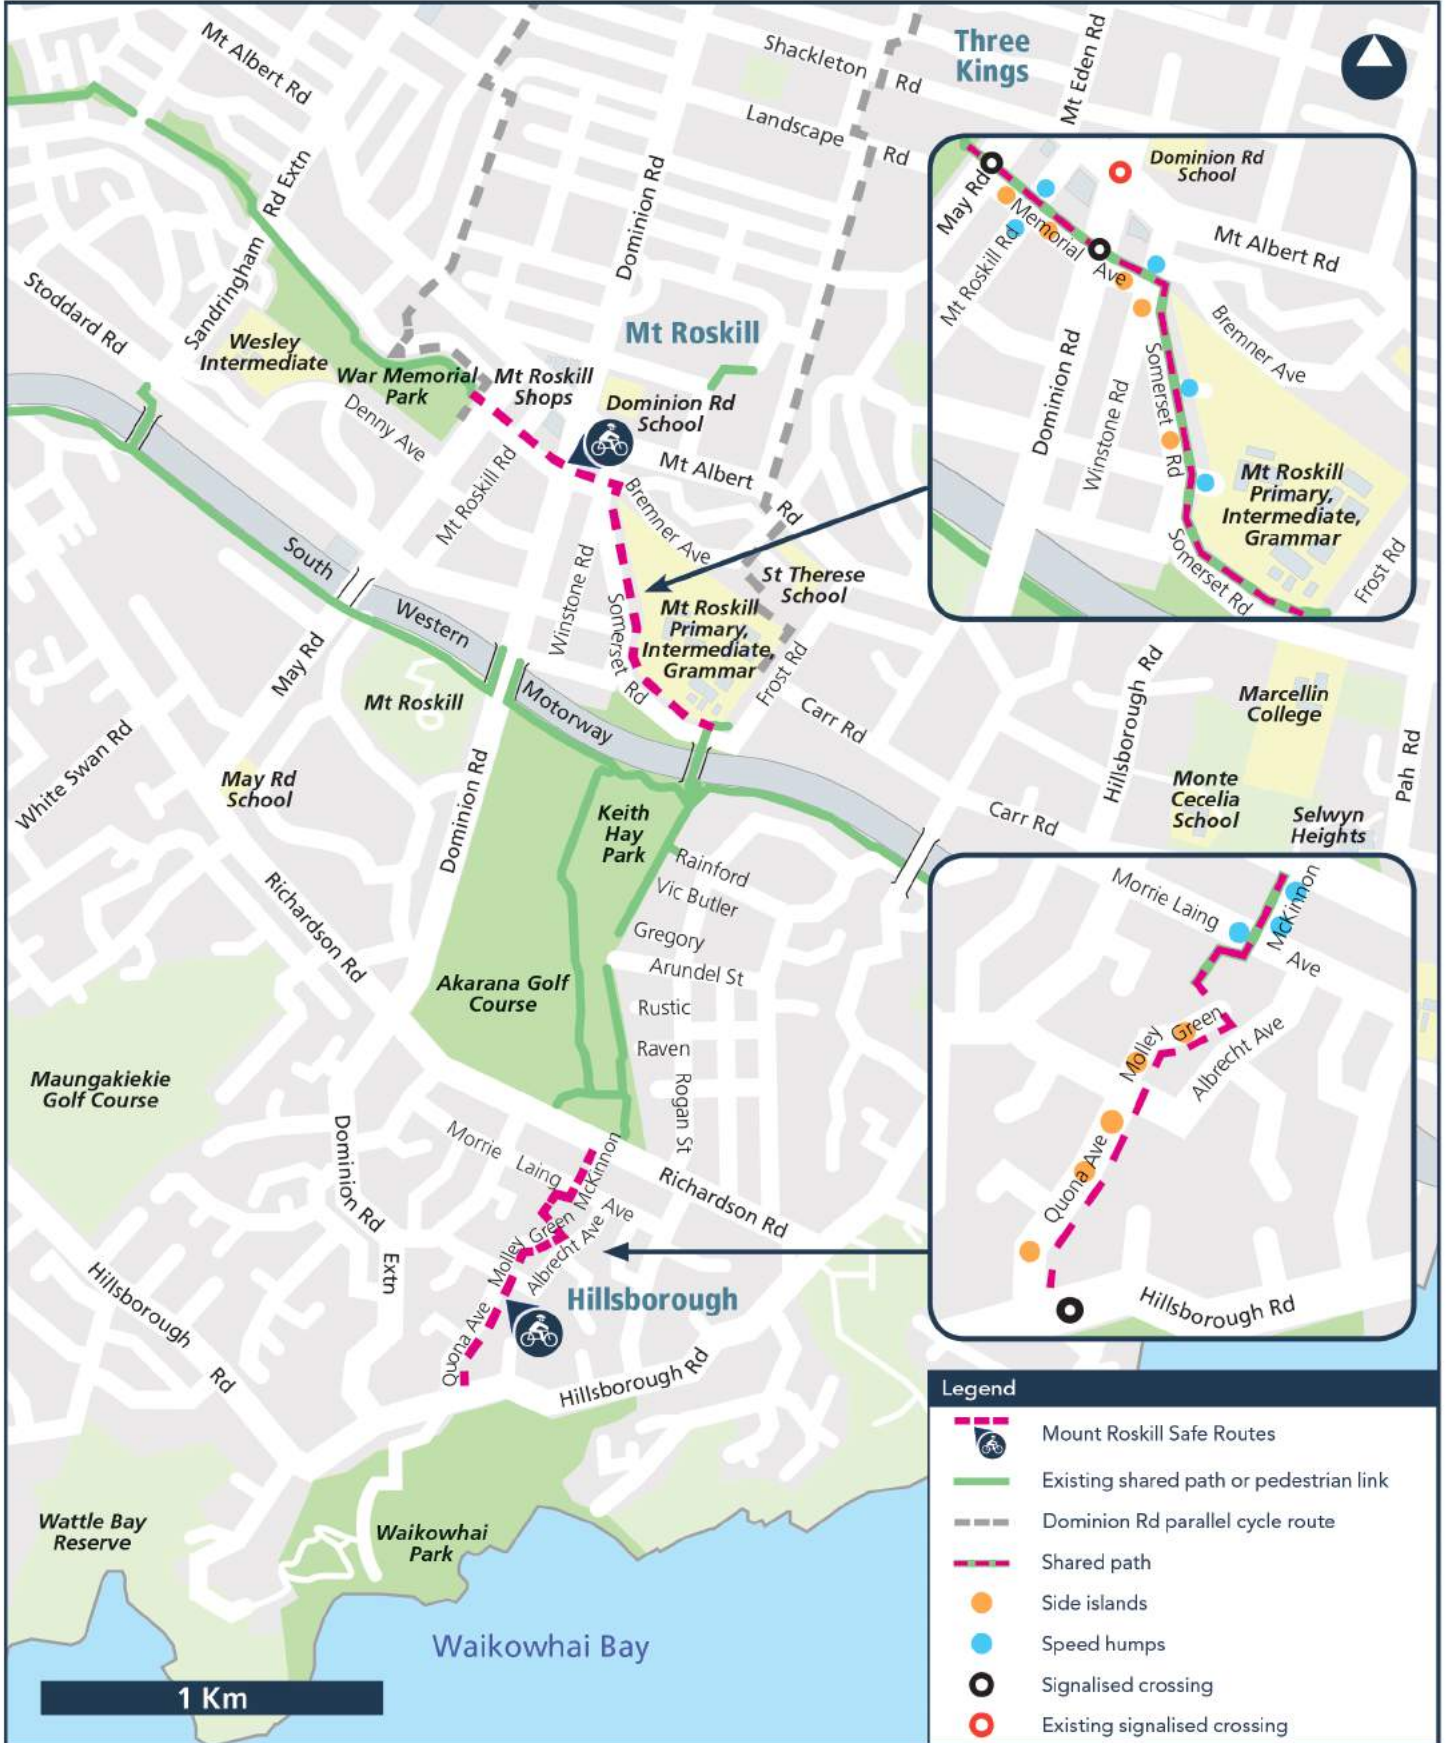 Mt Albert Rd
Shackleton Rd
Three
Kings
Mt Eden Rd
Landscape Rd
Sandringham Rd Extn
Dominion Rd
Stoddard Rd
Wesley
Intermediate
War Memorial
Park
Denny Ave
Mt Roskill
Shops
Mt Roskill
Dominion Rd
School
Mt Albert Rd
Mt Roskill Rd
Bremner Ave
Winstone Rd
Somerset Rd
St Therese
School
Mt Roskill
Primary,
Intermediate,
Grammar
Frost Rd
Carr Rd
South
Western
Motorway
May Rd
Mt Roskill
White Swan Rd
May Rd
School
Dominion Rd
Richardson Rd
Keith
Hay
Park
Rainford
Vic Butler
Gregory
Arundel St
Rustic
Raven
Rogan St
Akarana Golf
Course
Maungakiekie
Golf Course
Hillsborough Rd
Marcellin
College
Pah Rd
Monte
Cecelia
School
Selwyn
Heights
Carr Rd
Dominion Rd
Extn
Morrie Laing Ave
McKinnon
Richardson Rd
Molley Green
Albrecht Ave
Hillsborough
Quona Ave
Hillsborough Rd
Hillsborough Rd
Wattle Bay
Reserve
Waikowhai
Park
Waikowhai Bay
1 Km
Dominion Rd
School
May Rd
Memorial Ave
Mt Roskill Rd
Mt Albert Rd
Bremner Ave
Dominion Rd
Winstone Rd
Somerset Rd
Mt Roskill
Primary,
Intermediate,
Grammar
Somerset Rd
Frost Rd
Morrie Laing Ave
McKinnon
Molley Green
Albrecht Ave
Quona Ave
Hillsborough Rd
Legend
Mount Roskill Safe Routes
Existing shared path or pedestrian link
Dominion Rd parallel cycle route
Shared path
Side islands
Speed humps
Signalised crossing
Existing signalised crossing